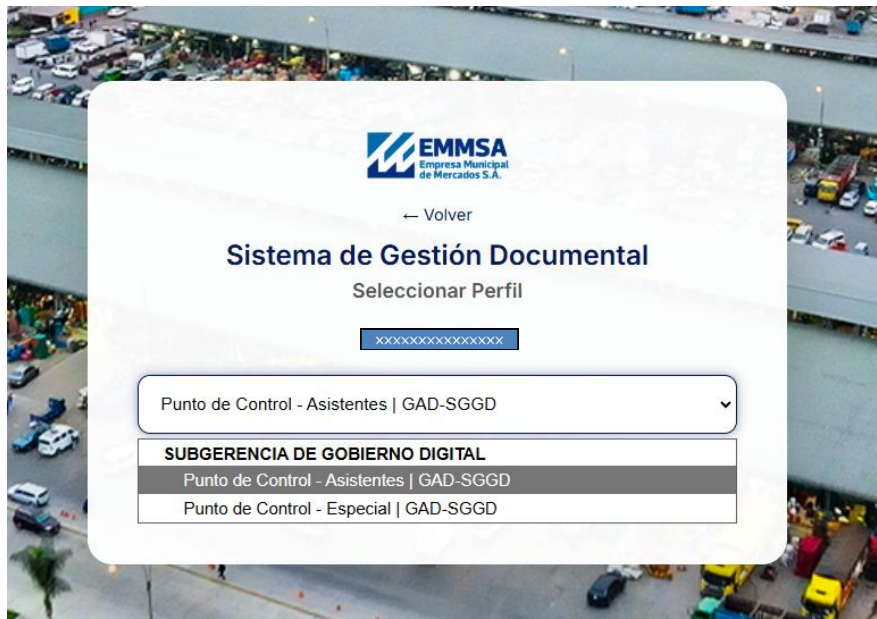 EMMSA
Empresa Municipal
de Mercados S.A.
← Volver
Sistema de Gestión Documental
Seleccionar Perfil
xxxxxxxxxxxxxxx
Punto de Control - Asistentes | GAD-SGGD
SUBGERENCIA DE GOBIERNO DIGITAL
Punto de Control - Asistentes | GAD-SGGD
Punto de Control - Especial | GAD-SGGD